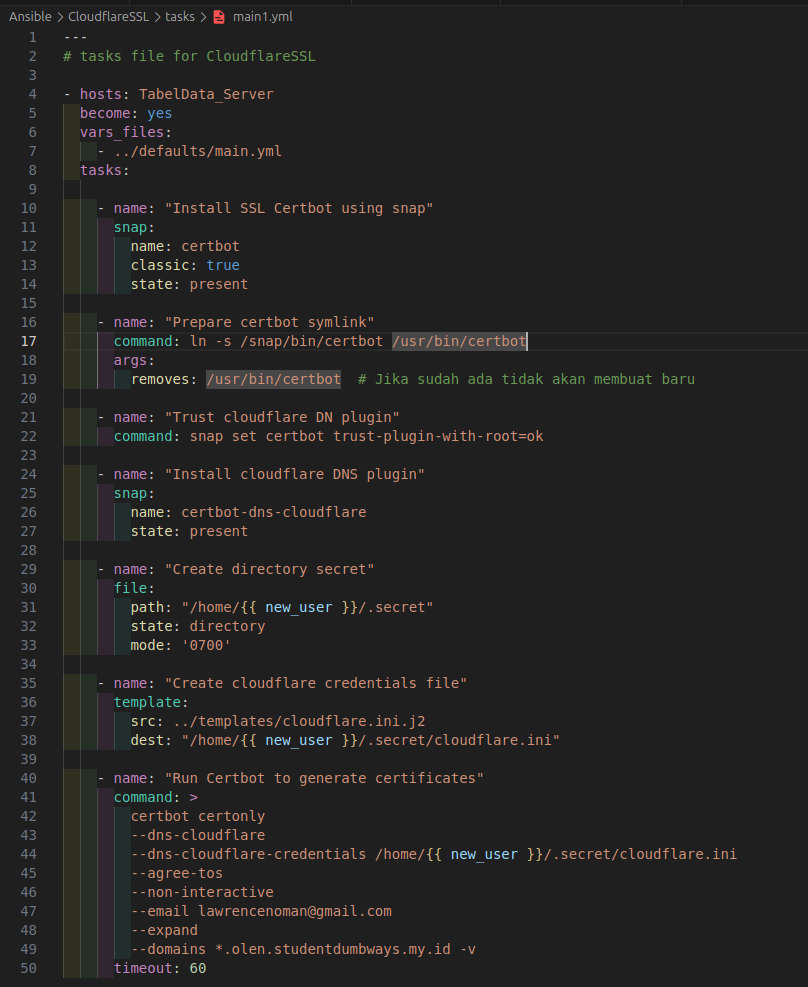 Ansible > CloudflareSSL > tasks > main1.yml
1 ---
2 # tasks file for CloudflareSSL
3
4 - hosts: TabelData_Server
5   become: yes
6   vars_files:
7     - ../defaults/main.yml
8   tasks:
9
10     - name: "Install SSL Certbot using snap"
11       snap:
12         name: certbot
13         classic: true
14         state: present
15
16     - name: "Prepare certbot symlink"
17       command: ln -s /snap/bin/certbot /usr/bin/certbot
18       args:
19         removes: /usr/bin/certbot  # Jika sudah ada tidak akan membuat baru
20
21     - name: "Trust cloudflare DN plugin"
22       command: snap set certbot trust-plugin-with-root=ok
23
24     - name: "Install cloudflare DNS plugin"
25       snap:
26         name: certbot-dns-cloudflare
27         state: present
28
29     - name: "Create directory secret"
30       file:
31         path: "/home/{{ new_user }}/.secret"
32         state: directory
33         mode: '0700'
34
35     - name: "Create cloudflare credentials file"
36       template:
37         src: ../templates/cloudflare.ini.j2
38         dest: "/home/{{ new_user }}/.secret/cloudflare.ini"
39
40     - name: "Run Certbot to generate certificates"
41       command: >
42         certbot certonly
43         --dns-cloudflare
44         --dns-cloudflare-credentials /home/{{ new_user }}/.secret/cloudflare.ini
45         --agree-tos
46         --non-interactive
47         --email lawrencenoman@gmail.com
48         --expand
49         --domains *.olen.studentdumbways.my.id -v
50       timeout: 60